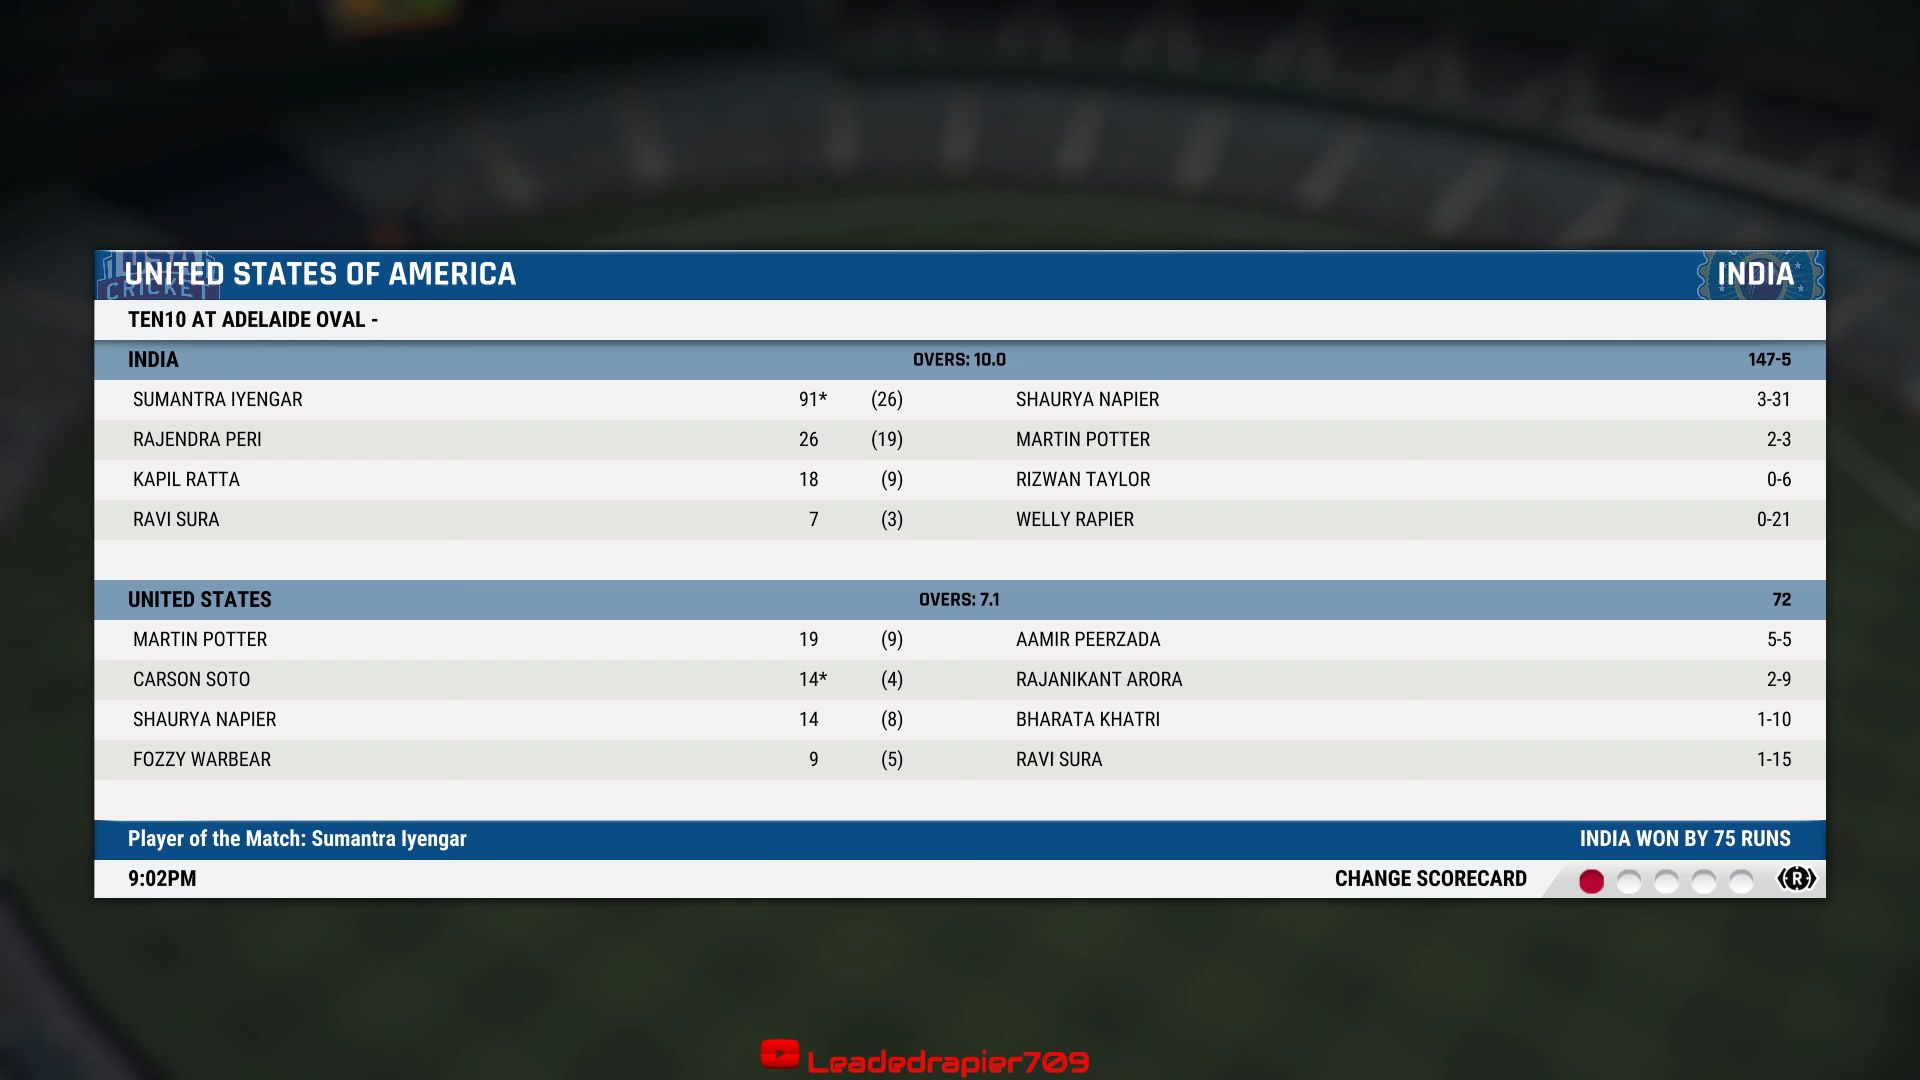 UNITED STATES OF AMERICA INDIA
CRICKET
TEN10 AT ADELAIDE OVAL -
INDIA OVERS: 10.0 147-5
SUMANTRA IYENGAR 91* (26) SHAURYA NAPIER 3-31
RAJENDRA PERI 26 (19) MARTIN POTTER 2-3
KAPIL RATTA 18 (9) RIZWAN TAYLOR 0-6
RAVI SURA 7 (3) WELLY RAPIER 0-21
UNITED STATES OVERS: 7.1 72
MARTIN POTTER 19 (9) AAMIR PEERZADA 5-5
CARSON SOTO 14* (4) RAJANIKANT ARORA 2-9
SHAURYA NAPIER 14 (8) BHARATA KHATRI 1-10
FOZZY WARBEAR 9 (5) RAVI SURA 1-15
Player of the Match: Sumantra Iyengar INDIA WON BY 75 RUNS
9:02PM CHANGE SCORECARD R
Leadedrapier709